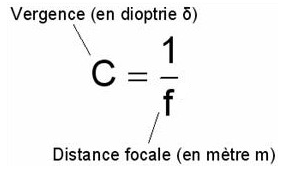 Vergence (en dioptrie δ)
C = 1/f
Distance focale (en mètre m)